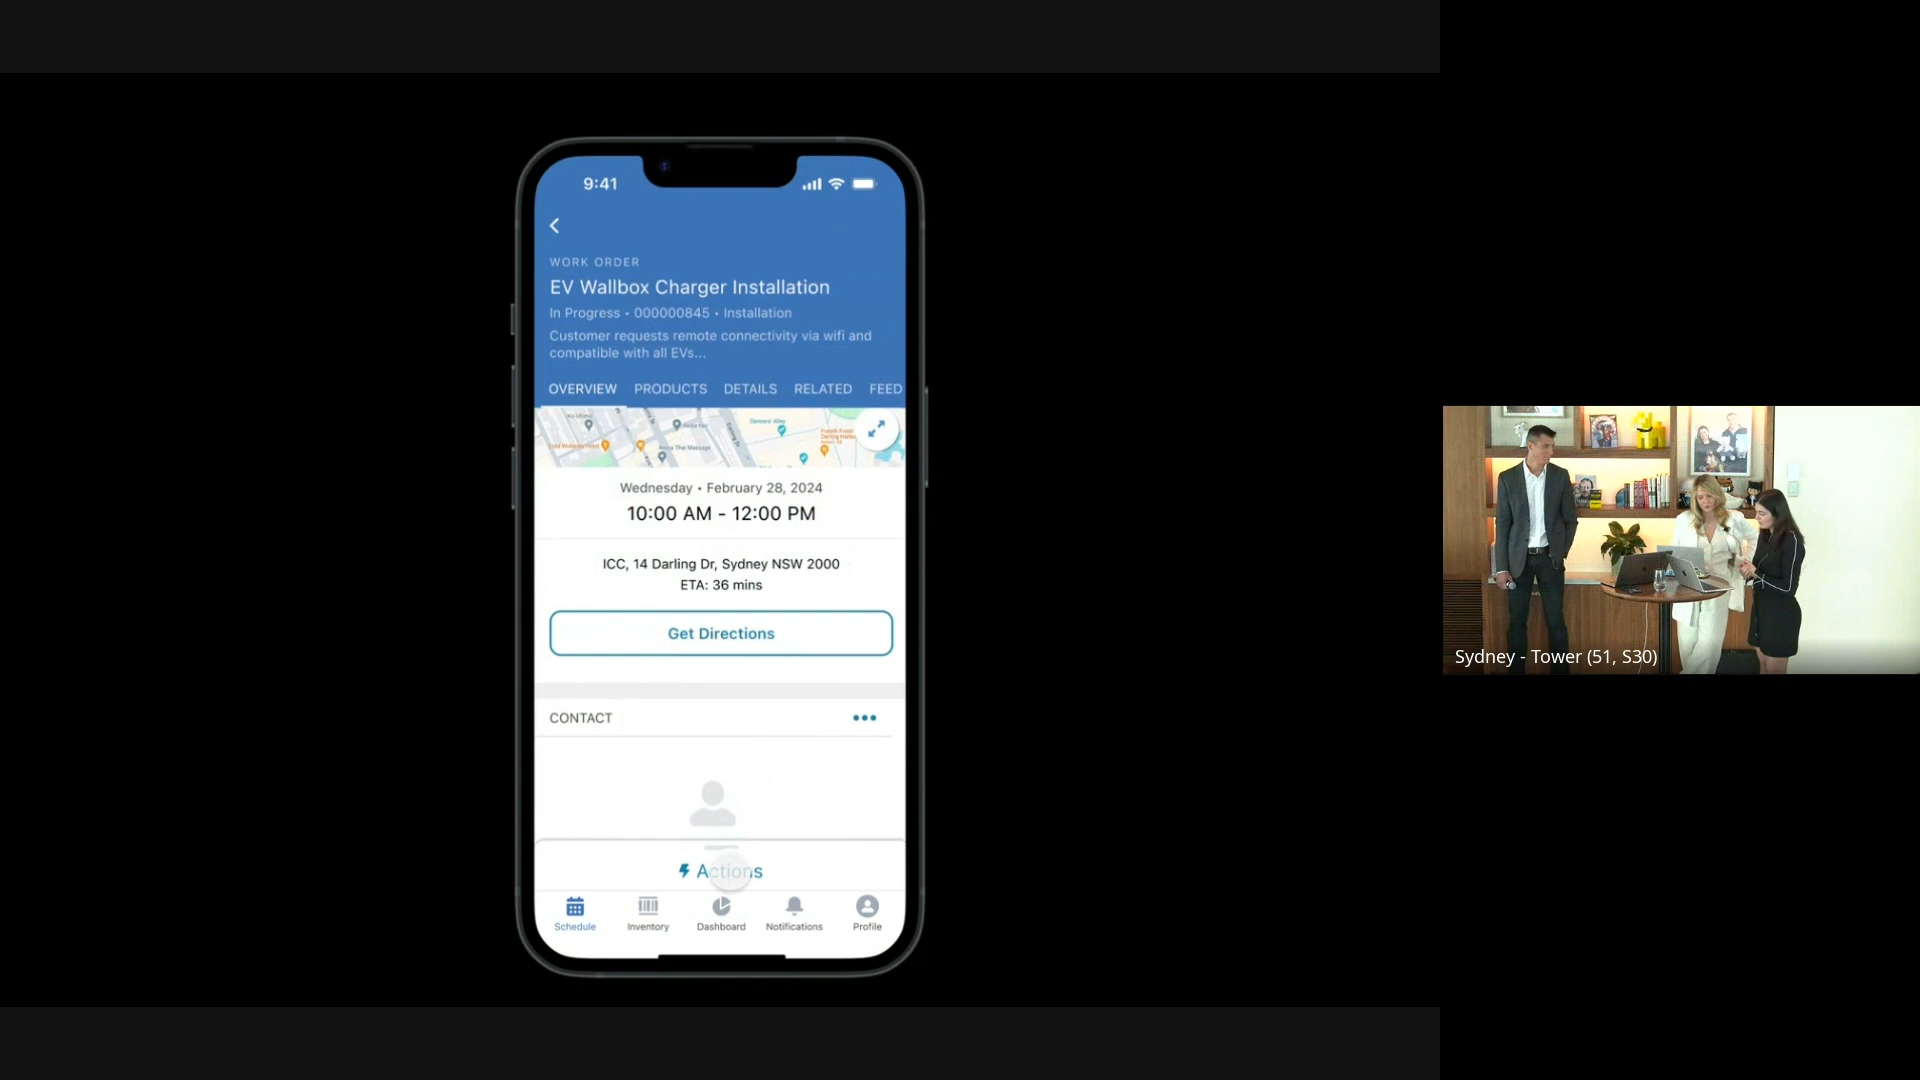 9:41
WORK ORDER
EV Wallbox Charger Installation
In Progress • 000000845 • Installation
Customer requests remote connectivity via wifi and
compatible with all EVs...
OVERVIEW PRODUCTS DETAILS RELATED FEED
Wednesday • February 28, 2024
10:00 AM - 12:00 PM
ICC, 14 Darling Dr, Sydney NSW 2000
ETA: 36 mins
Get Directions
CONTACT
Actions
Schedule Inventory Dashboard Notifications Profile
Sydney - Tower (51, S30)